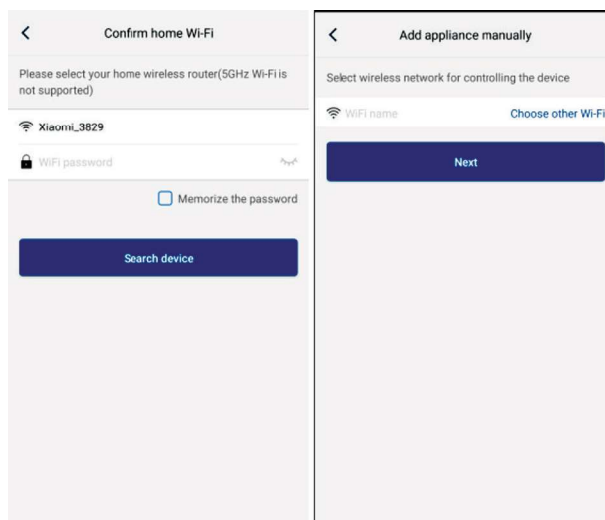 Confirm home Wi-Fi
Please select your home wireless router(5GHz Wi-Fi is
not supported)
Xiaomi_3829
WiFi password
Memorize the password
Search device
Add appliance manually
Select wireless network for controlling the device
WiFi name
Choose other Wi-Fi
Next